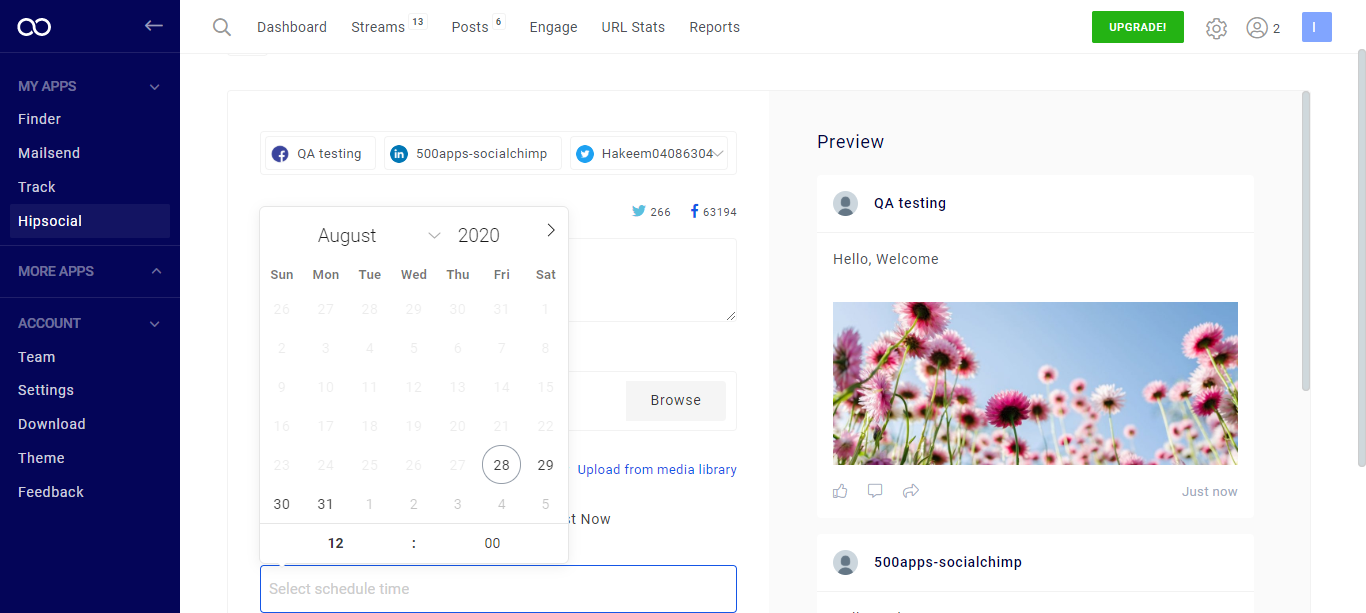 Dashboard
Streams 13
Posts 6
Engage
URL Stats
Reports
UPGRADE!
2
I
MY APPS
Finder
Mailsend
Track
Hipsocial
MORE APPS
ACCOUNT
Team
Settings
Download
Theme
Feedback
QA testing
500apps-socialchimp
Hakeem04086304
266
63194
August 2020
Sun Mon Tue Wed Thu Fri Sat
26 27 28 29 30 31 1
2 3 4 5 6 7 8
9 10 11 12 13 14 15
16 17 18 19 20 21 22
23 24 25 26 27 28 29
30 31 1 2 3 4 5
12 : 00
Browse
Upload from media library
Now
Select schedule time
Preview
QA testing
Hello, Welcome
Just now
500apps-socialchimp